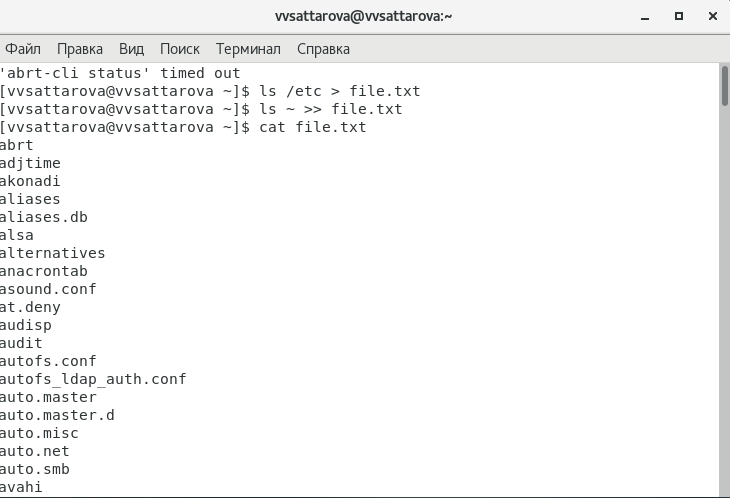 vvsattarova@vvsattarova:~
Файл Правка Вид Поиск Терминал Справка
'abrt-cli status' timed out
[vvsattarova@vvsattarova ~]$ ls /etc > file.txt
[vvsattarova@vvsattarova ~]$ ls ~ >> file.txt
[vvsattarova@vvsattarova ~]$ cat file.txt
abrt
adjtime
akonadi
aliases
aliases.db
alsa
alternatives
anacrontab
asound.conf
at.deny
audisp
audit
autofs.conf
autofs_ldap_auth.conf
auto.master
auto.master.d
auto.misc
auto.net
auto.smb
avahi